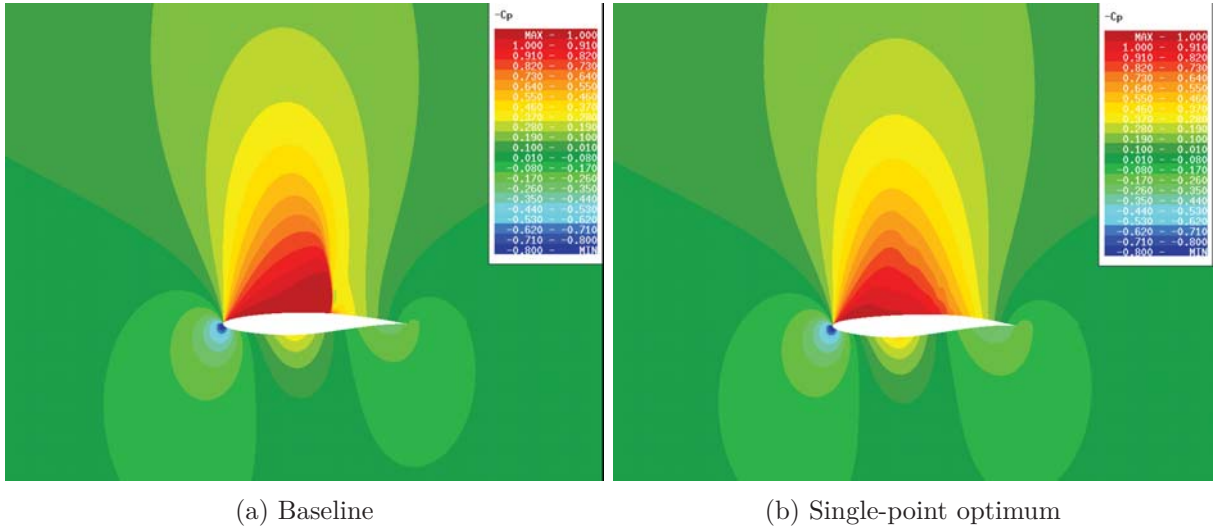 -Cp
MAX - 1.000
1.000 - 0.910
0.910 - 0.820
0.820 - 0.730
0.730 - 0.640
0.640 - 0.550
0.550 - 0.460
0.460 - 0.370
0.370 - 0.280
0.280 - 0.190
0.190 - 0.100
0.100 - 0.010
0.010 - -0.080
-0.080 - -0.170
-0.170 - -0.260
-0.260 - -0.350
-0.350 - -0.440
-0.440 - -0.530
-0.530 - -0.620
-0.620 - -0.710
-0.710 - -0.800
-0.800 - MIN
-Cp
MAX - 1.000
1.000 - 0.910
0.910 - 0.820
0.820 - 0.730
0.730 - 0.640
0.640 - 0.550
0.550 - 0.460
0.460 - 0.370
0.370 - 0.280
0.280 - 0.190
0.190 - 0.100
0.100 - 0.010
0.010 - -0.080
-0.080 - -0.170
-0.170 - -0.260
-0.260 - -0.350
-0.350 - -0.440
-0.440 - -0.530
-0.530 - -0.620
-0.620 - -0.710
-0.710 - -0.800
-0.800 - MIN
(a) Baseline
(b) Single-point optimum